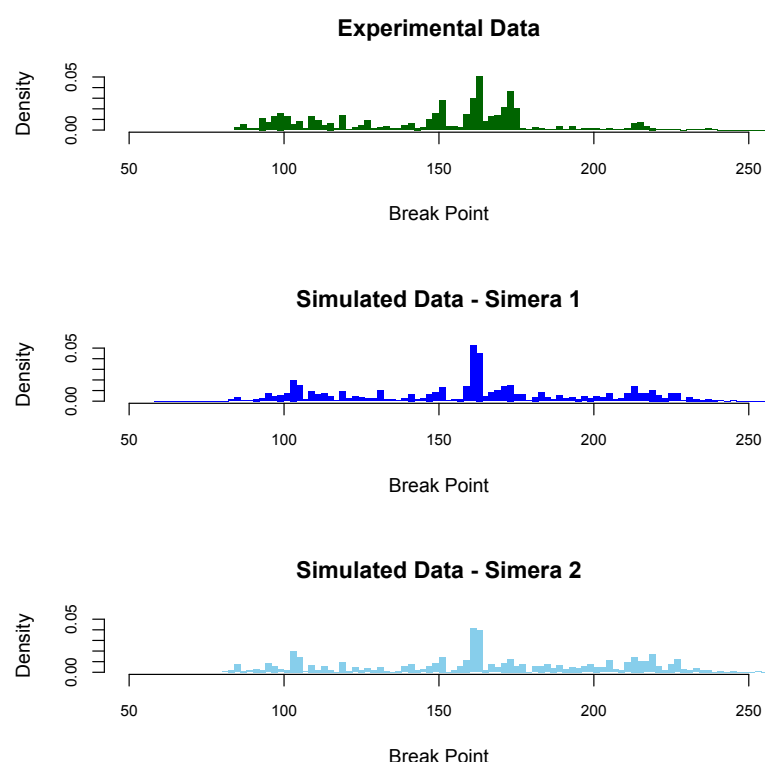 Experimental Data
Density
0.05
0.00
50 100 150 200 250
Break Point
Simulated Data - Simera 1
Density
0.05
0.00
50 100 150 200 250
Break Point
Simulated Data - Simera 2
Density
0.05
0.00
50 100 150 200 250
Break Point